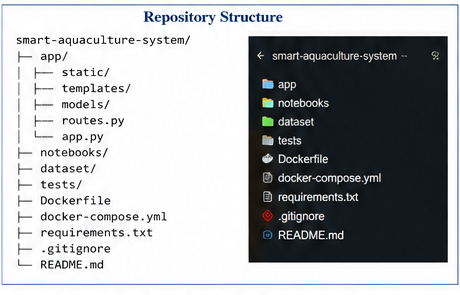 Repository Structure
smart-aquaculture-system/
├── app/
│   ├── static/
│   ├── templates/
│   ├── models/
│   ├── routes.py
│   └── app.py
├── notebooks/
├── dataset/
├── tests/
├── Dockerfile
├── docker-compose.yml
├── requirements.txt
├── .gitignore
└── README.md
smart-aquaculture-system
app
notebooks
dataset
tests
Dockerfile
docker-compose.yml
requirements.txt
.gitignore
README.md